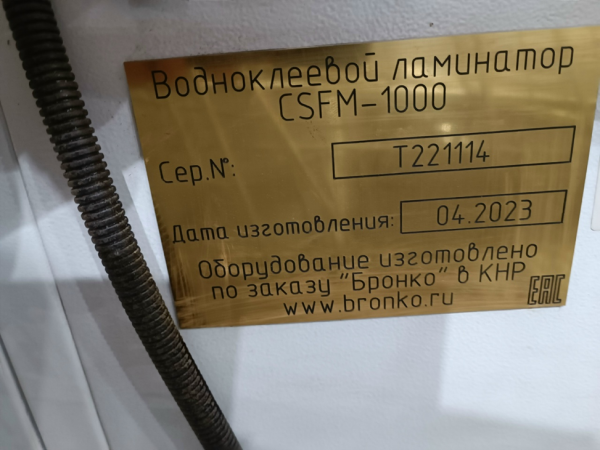 Водноклеевой ламинатор
CSFM-1000
Сер.№:
T221114
Дата изготовления:
04.2023
Оборудование изготовлено
по заказу "Бронко" в КНР
www.bronko.ru
EAC